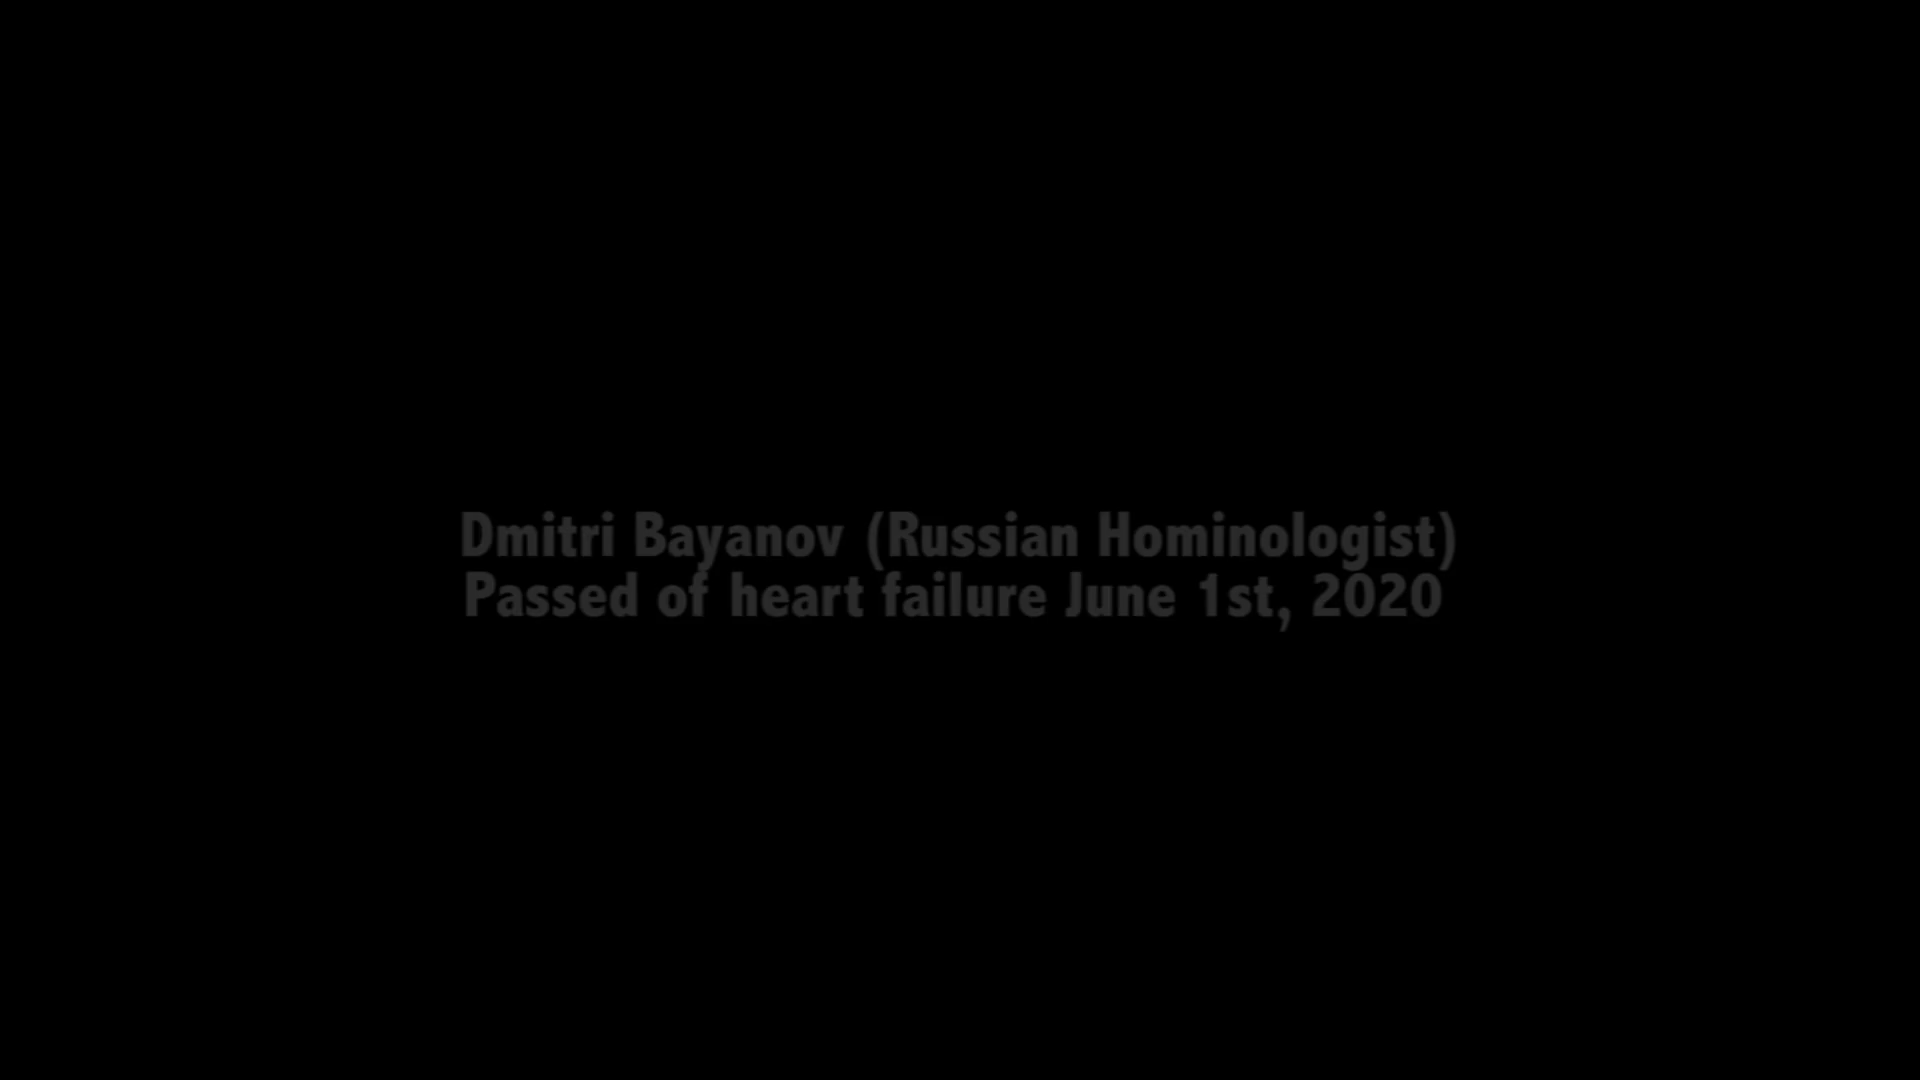 Dmitri Bayanov (Russian Hominologist)
Passed of heart failure June 1st, 2020